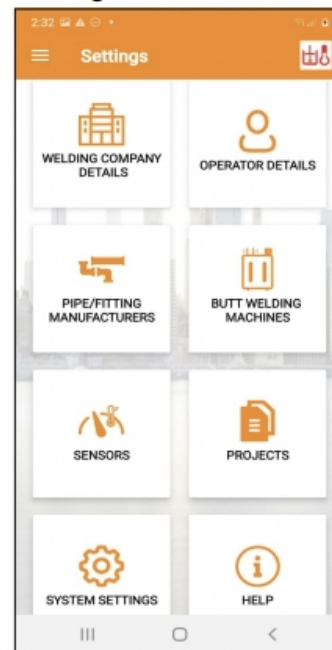 2:32
Settings
WELDING COMPANY
DETAILS
OPERATOR DETAILS
PIPE/FITTING
MANUFACTURERS
BUTT WELDING
MACHINES
SENSORS
PROJECTS
SYSTEM SETTINGS
HELP